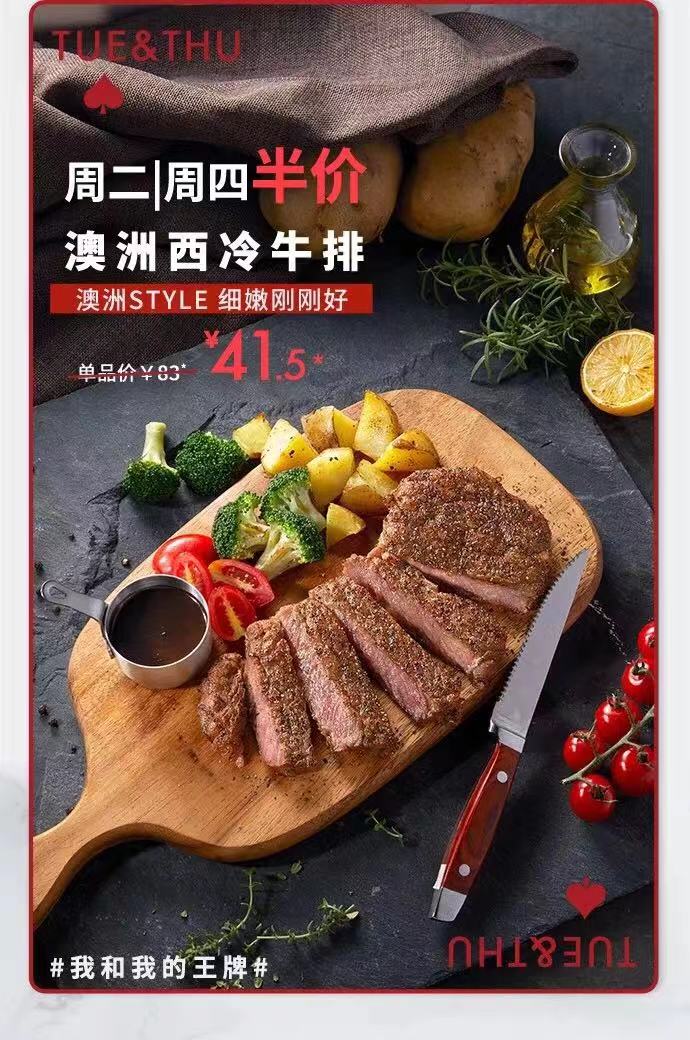 TUE&THU
周二|周四半价
澳洲西冷牛排
澳洲STYLE 细嫩刚刚好
单品价￥83* ¥41.5*
#我和我的王牌#
TUE&THU